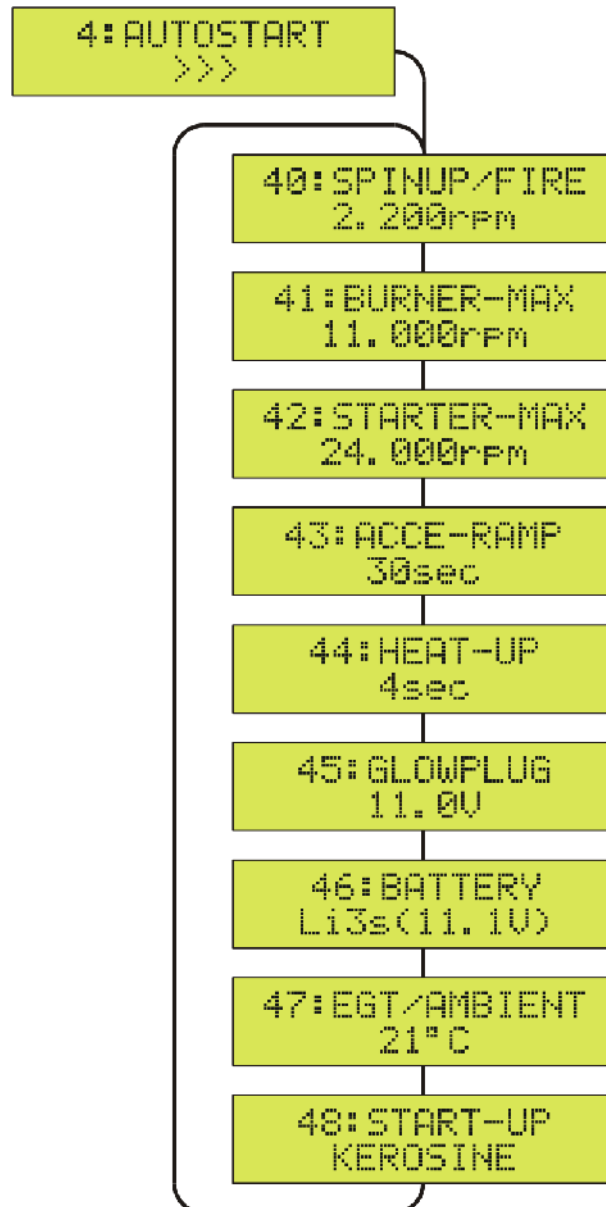 4:AUTOSTART
>>>
40:SPINUP/FIRE
2.200rpm
41:BURNER-MAX
11.000rpm
42:STARTER-MAX
24.000rpm
43:ACCE-RAMP
30sec
44:HEAT-UP
4sec
45:GLOWPLUG
11.0V
46:BATTERY
Li3s(11.1V)
47:EGT/AMBIENT
21°C
48:START-UP
KEROSINE